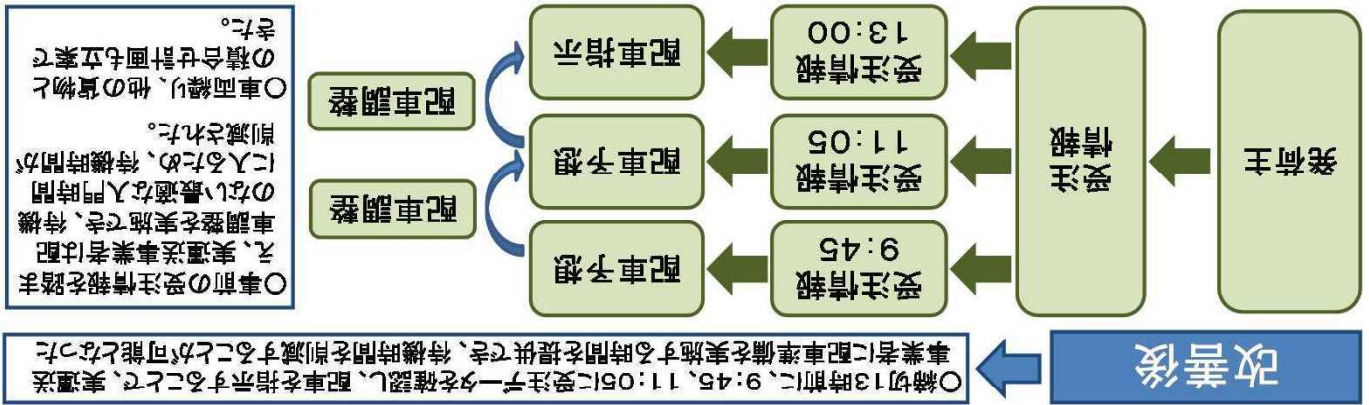 改善後
○締切13時前に、9:45、11:05に受注データを確認し、配車を指示することで、実運送
事業者に配車準備を実施する時間を提供でき、待機時間を削減することが可能となった
発荷主
受注
情報
受注情報
9:45
配車予想
受注情報
11:05
配車予想
受注情報
13:00
配車指示
配車調整
配車調整
○事前の受注情報を踏ま
え、実運送事業者は配
車調整を実施でき、待機
のない最適な入門時間
に入るため、待機時間が
削減された。
○車両繰り、他の貨物と
の積合せ計画も立案で
きた。